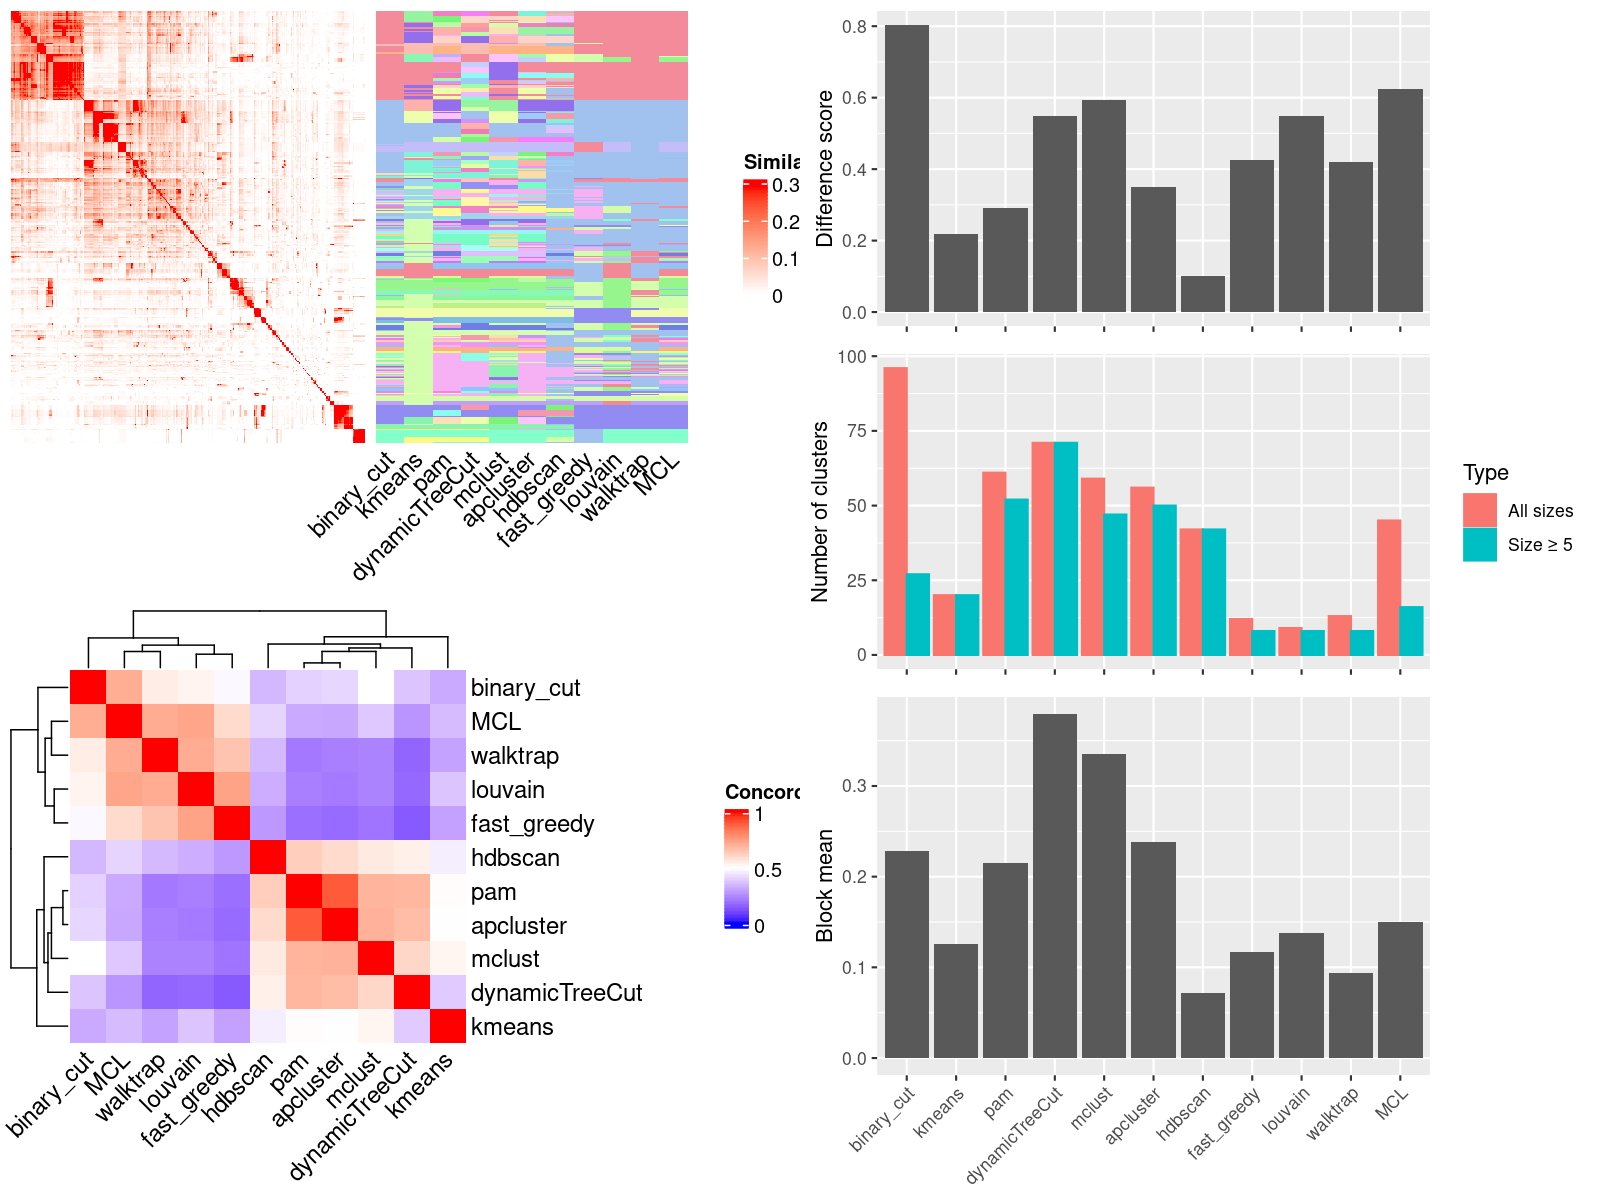 Simila
0.3
0.2
0.1
0
binary_cut
kmeans
pam
dynamicTreeCut
mclust
apcluster
hdbscan
fast_greedy
louvain
walktrap
MCL
binary_cut
MCL
walktrap
louvain
fast_greedy
hdbscan
pam
apcluster
mclust
dynamicTreeCut
kmeans
Concord
1
0.5
0
binary_cut
MCL
walktrap
louvain
fast_greedy
hdbscan
pam
apcluster
mclust
dynamicTreeCut
kmeans
Difference score
0.8
0.6
0.4
0.2
0.0
Number of clusters
100
75
50
25
0
Type
All sizes
Size ≥ 5
Block mean
0.3
0.2
0.1
0.0
binary_cut
kmeans
pam
dynamicTreeCut
mclust
apcluster
hdbscan
fast_greedy
louvain
walktrap
MCL